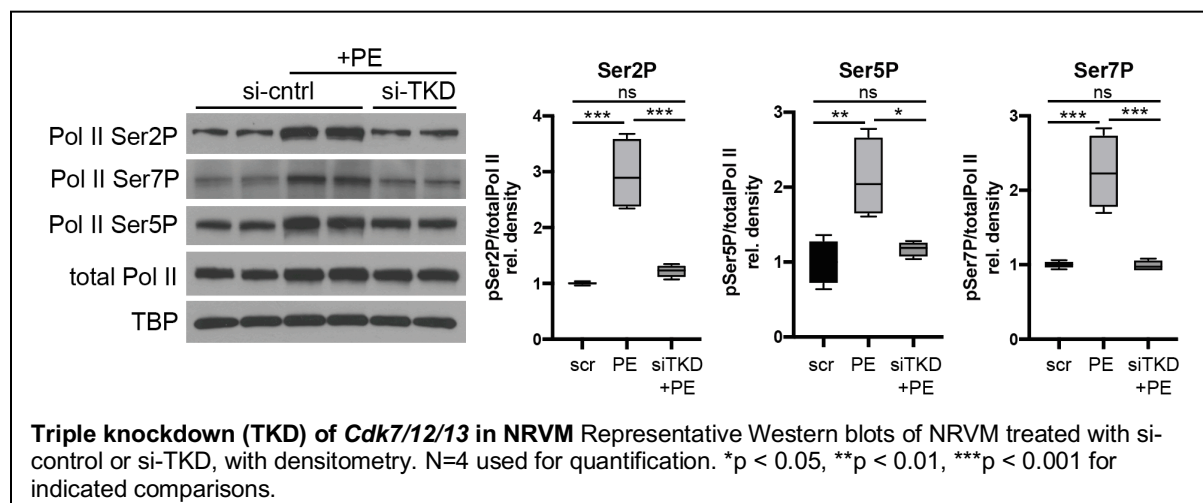 +PE
si-cntrl si-TKD
Pol II Ser2P
Pol II Ser7P
Pol II Ser5P
total Pol II
TBP
Ser2P
ns
*** ***
pSer2P/totalPol II
rel. density
4
3
2
1
0
scr PE siTKD
+PE
Ser5P
ns
** *
pSer5P/totalPol II
rel. density
3
2
1
0
scr PE siTKD
+PE
Ser7P
ns
*** ***
pSer7P/totalPol II
rel. density
3
2
1
0
scr PE siTKD
+PE
Triple knockdown (TKD) of Cdk7/12/13 in NRVM Representative Western blots of NRVM treated with si-
control or si-TKD, with densitometry. N=4 used for quantification. *p < 0.05, **p < 0.01, ***p < 0.001 for
indicated comparisons.